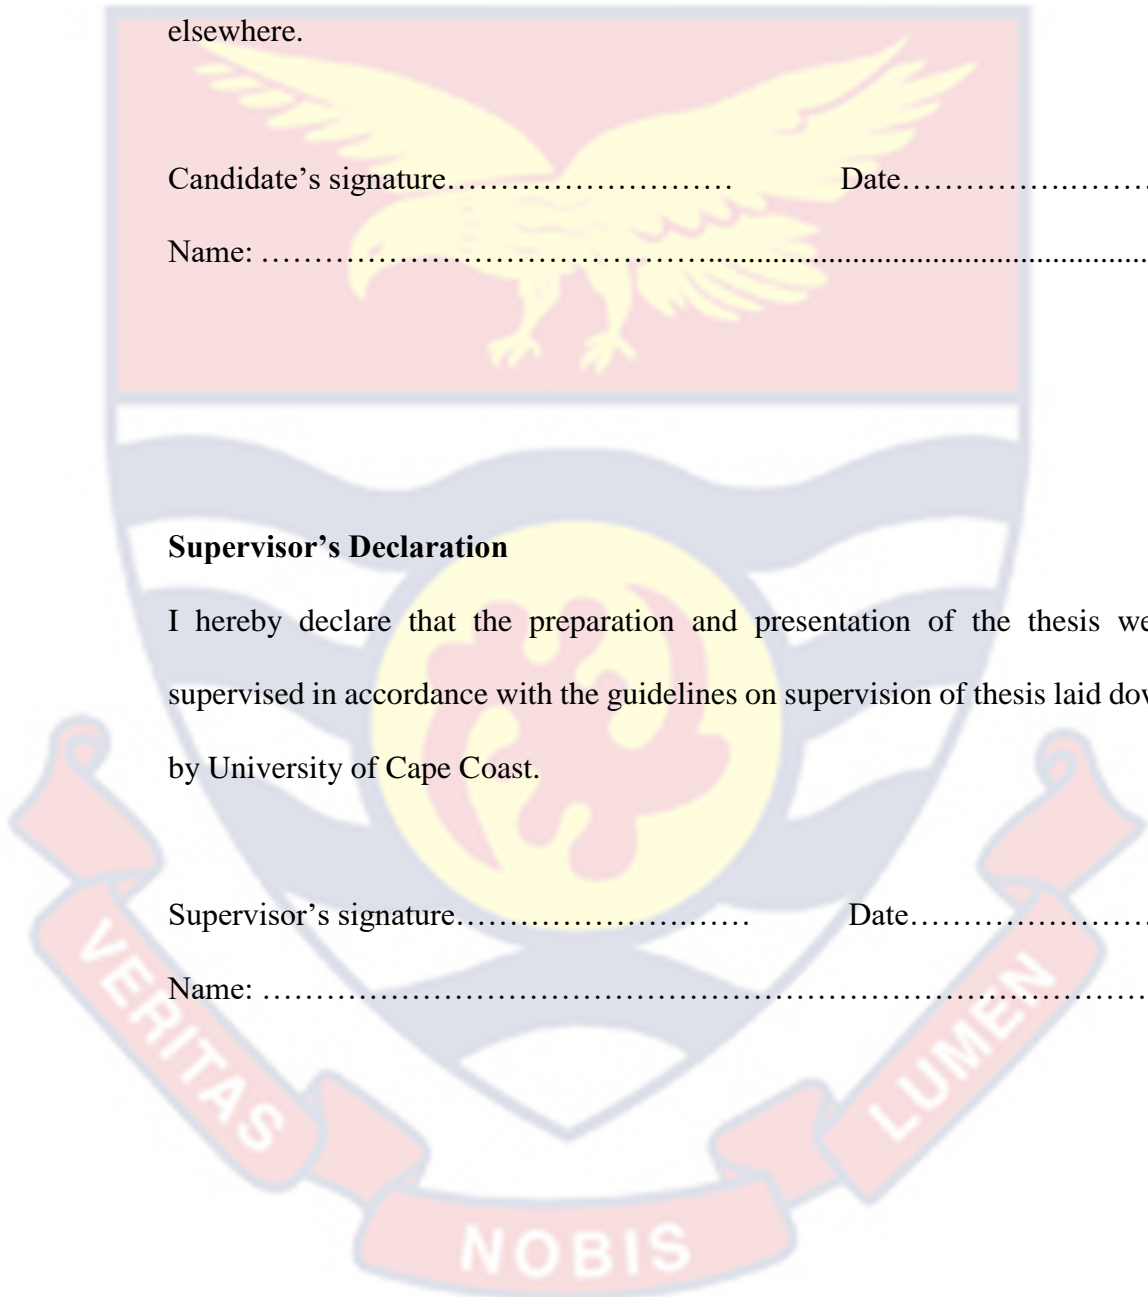 elsewhere.
Candidate’s signature……………………… Date…………….………
Name: …………………………………….......................................................
Supervisor’s Declaration
I hereby declare that the preparation and presentation of the thesis we
supervised in accordance with the guidelines on supervision of thesis laid dow
by University of Cape Coast.
Supervisor’s signature………………….…… Date…………………….
Name: …………………………………………………………………………
VERITAS
NOBIS
LUMEN